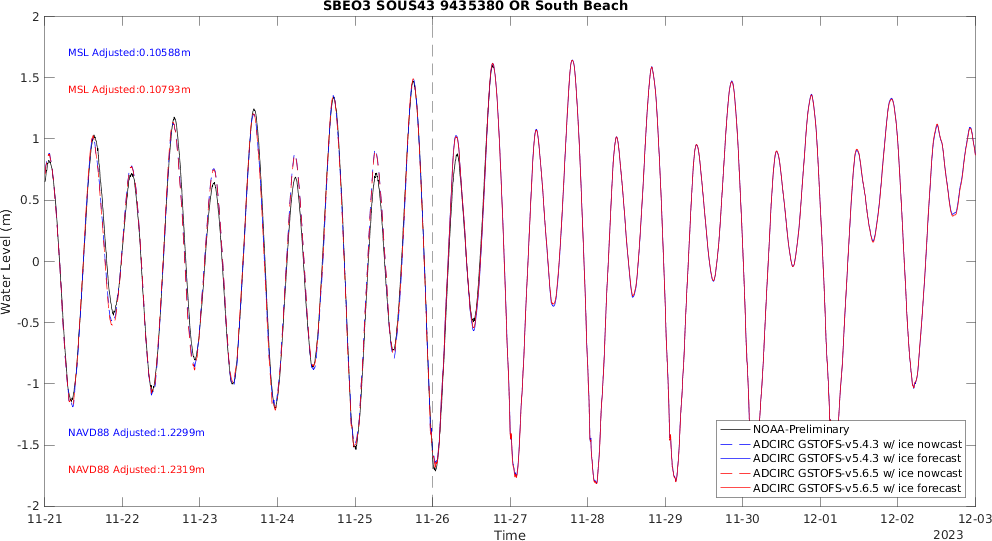 SBEO3 SOUS43 9435380 OR South Beach
MSL Adjusted:0.10588m
MSL Adjusted:0.10793m
NAVD88 Adjusted:1.2299m
NAVD88 Adjusted:1.2319m
Water Level (m)
2
1.5
1
0.5
0
-0.5
-1
-1.5
-2
NOAA-Preliminary
ADCIRC GSTOFS-v5.4.3 w/ ice nowcast
ADCIRC GSTOFS-v5.4.3 w/ ice forecast
ADCIRC GSTOFS-v5.6.5 w/ ice nowcast
ADCIRC GSTOFS-v5.6.5 w/ ice forecast
11-21 11-22 11-23 11-24 11-25 11-26 11-27 11-28 11-29 11-30 12-01 12-02 12-03
Time
2023